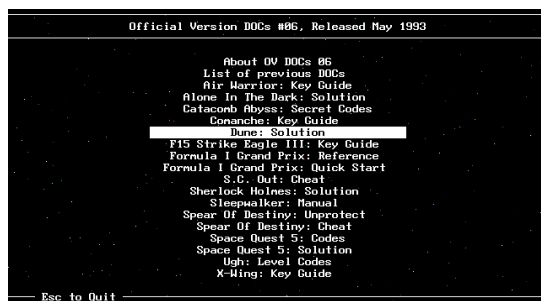 Official Version DOCs #06, Released May 1993
About OV DOCs 06
List of previous DOCs
Air Warrior: Key Guide
Alone In The Dark: Solution
Catacomb Abyss: Secret Codes
Comanche: Key Guide
Dune: Solution
F15 Strike Eagle III: Key Guide
Formula I Grand Prix: Reference
Formula I Grand Prix: Quick Start
S.C. Out: Cheat
Sherlock Holmes: Solution
Sleepwalker: Manual
Spear Of Destiny: Unprotect
Spear Of Destiny: Cheat
Space Quest 5: Codes
Space Quest 5: Solution
Ugh: Level Codes
X-Wing: Key Guide
Esc to Quit